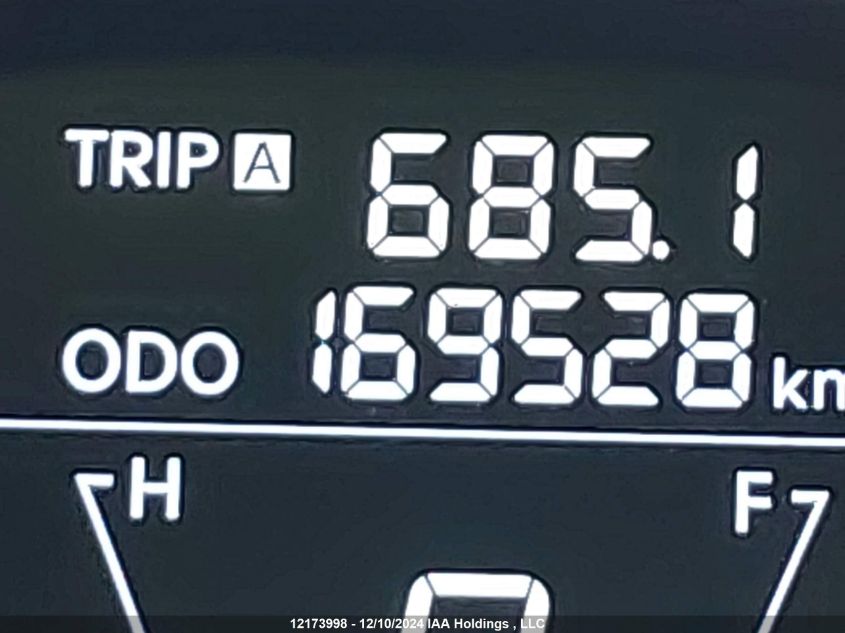 TRIP A 685.1
ODO 169528 km
H F
12173998 - 12/10/2024 IAA Holdings , LLC